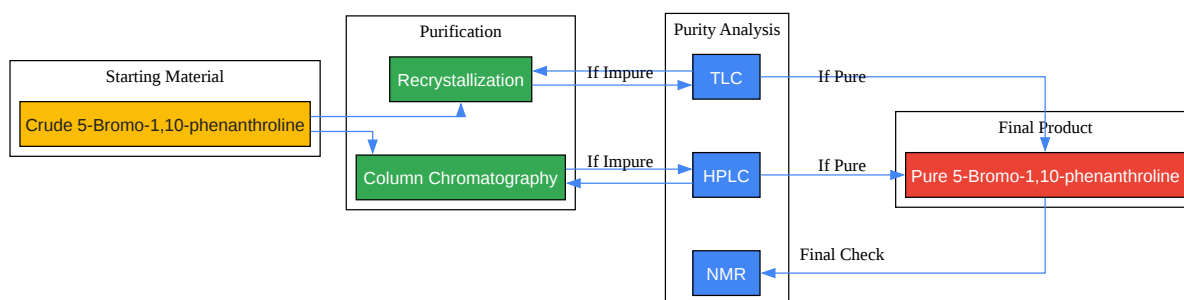 Starting Material
Crude 5-Bromo-1,10-phenanthroline
Purification
Recrystallization
Column Chromatography
If Impure
If Impure
Purity Analysis
TLC
HPLC
NMR
If Pure
If Pure
Final Check
Final Product
Pure 5-Bromo-1,10-phenanthroline